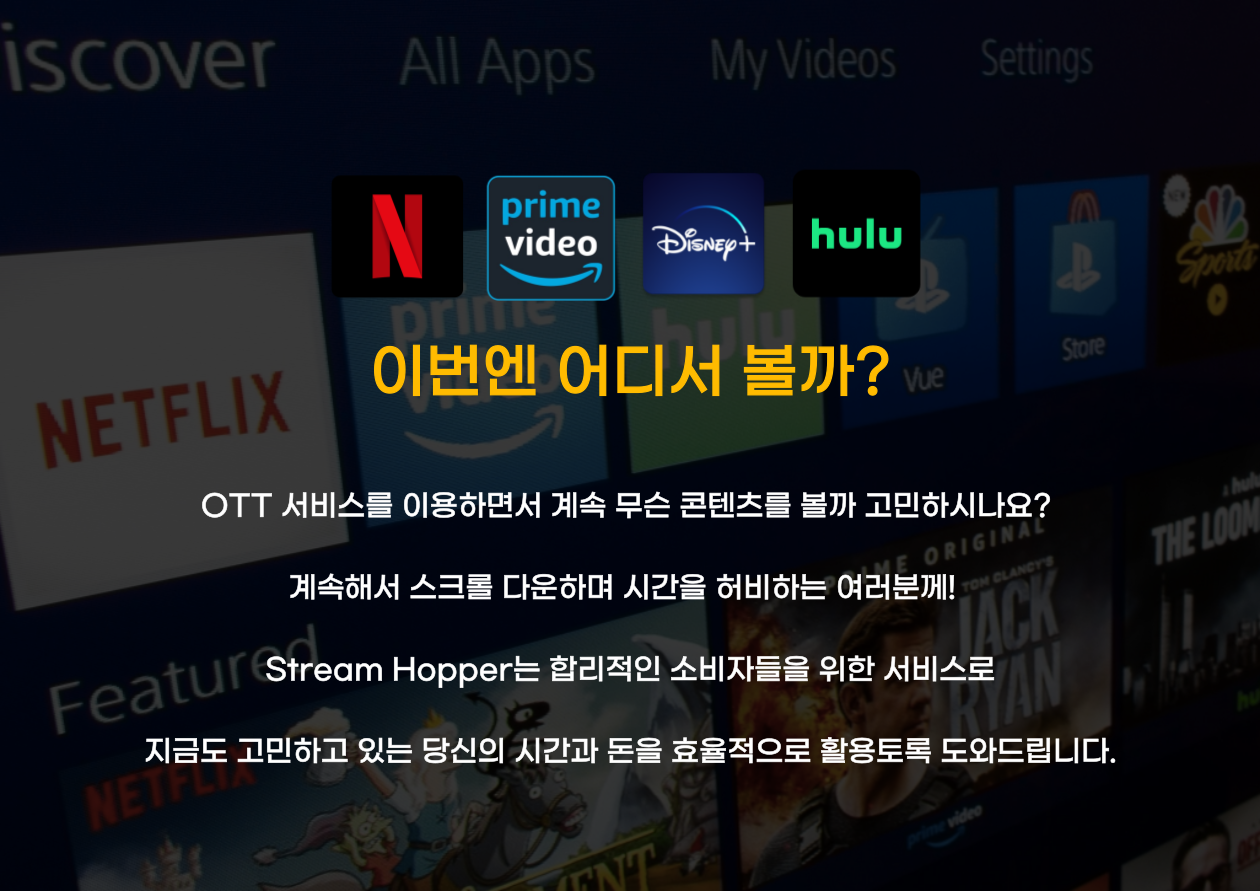 iscover
All Apps
My Videos
Settings
N
prime video
Disney+
hulu
NEW
Sports
prime video
hulu
Vue
Store
NETFLIX
이번엔 어디서 볼까?
OTT 서비스를 이용하면서 계속 무슨 콘텐츠를 볼까 고민하시나요?
계속해서 스크롤 다운하며 시간을 허비하는 여러분께!
Stream Hopper는 합리적인 소비자들을 위한 서비스로
지금도 고민하고 있는 당신의 시간과 돈을 효율적으로 활용토록 도와드립니다.
Featured
PRIME ORIGINAL
TOM CLANCY'S
JACK
RYAN
prime video
a hulu
THE LOOM
NETFLIX